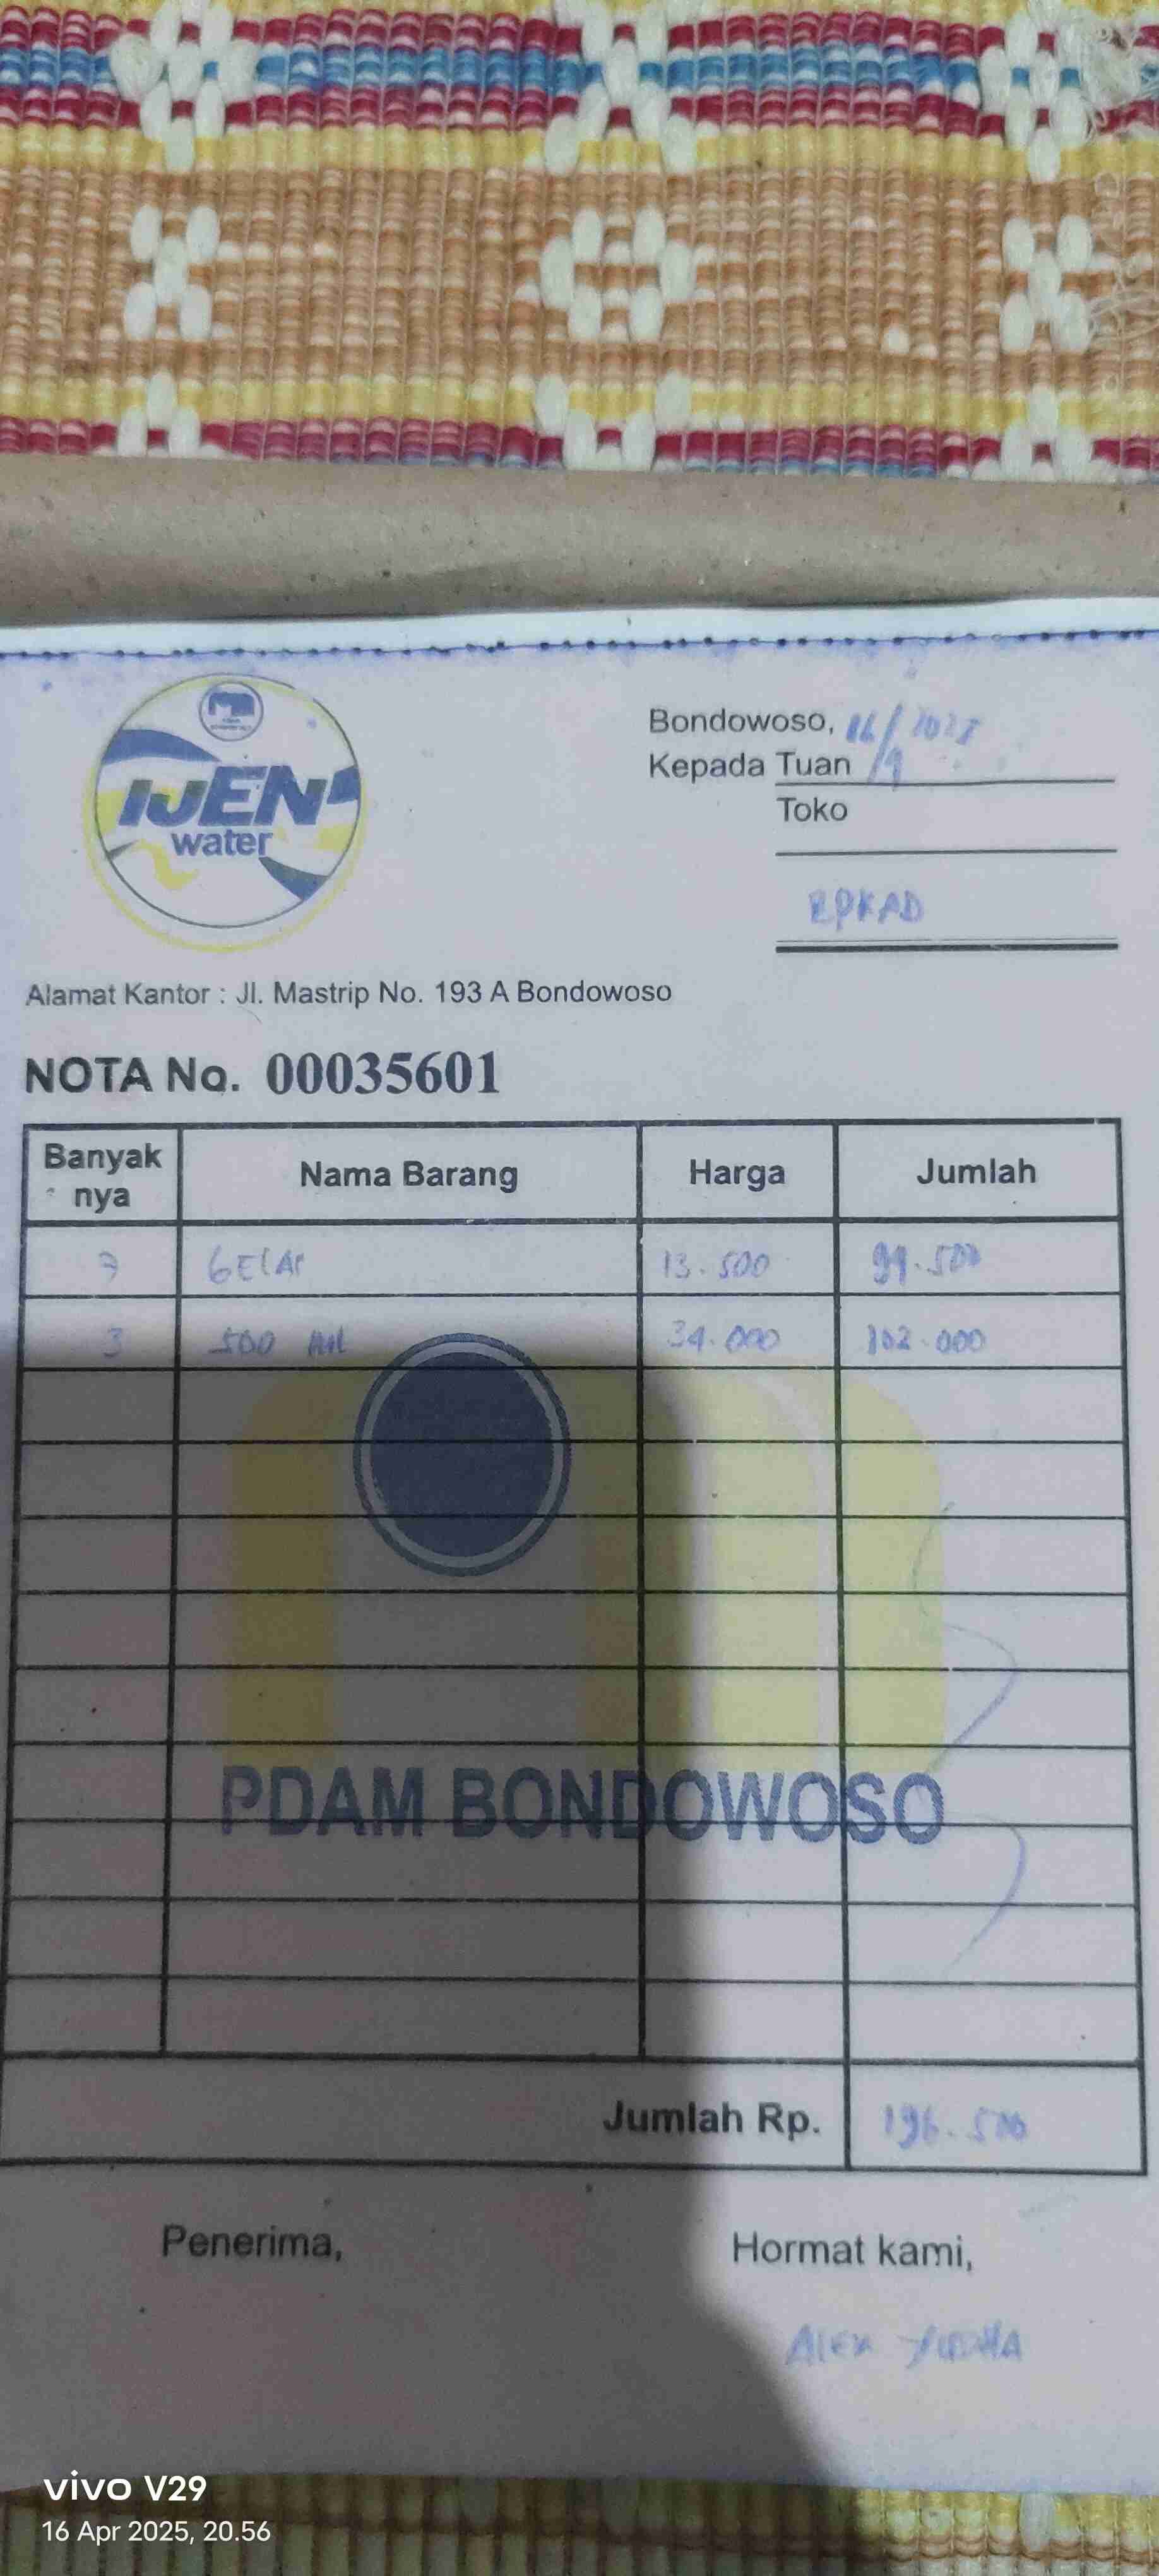 IJEN
water
Bondowoso, 16/4 2025
Kepada Tuan
Toko
BPKAD
Alamat Kantor : Jl. Mastrip No. 193 A Bondowoso
NOTA No. 00035601
Banyak nya Nama Barang Harga Jumlah
7 GELAS 13.500 94.500
3 500 ML 34.000 102.000
PDAM BONDOWOSO
Jumlah Rp. 196.500
Penerima, Hormat kami,
ALEX YUDHA
vivo V29
16 Apr 2025, 20.56